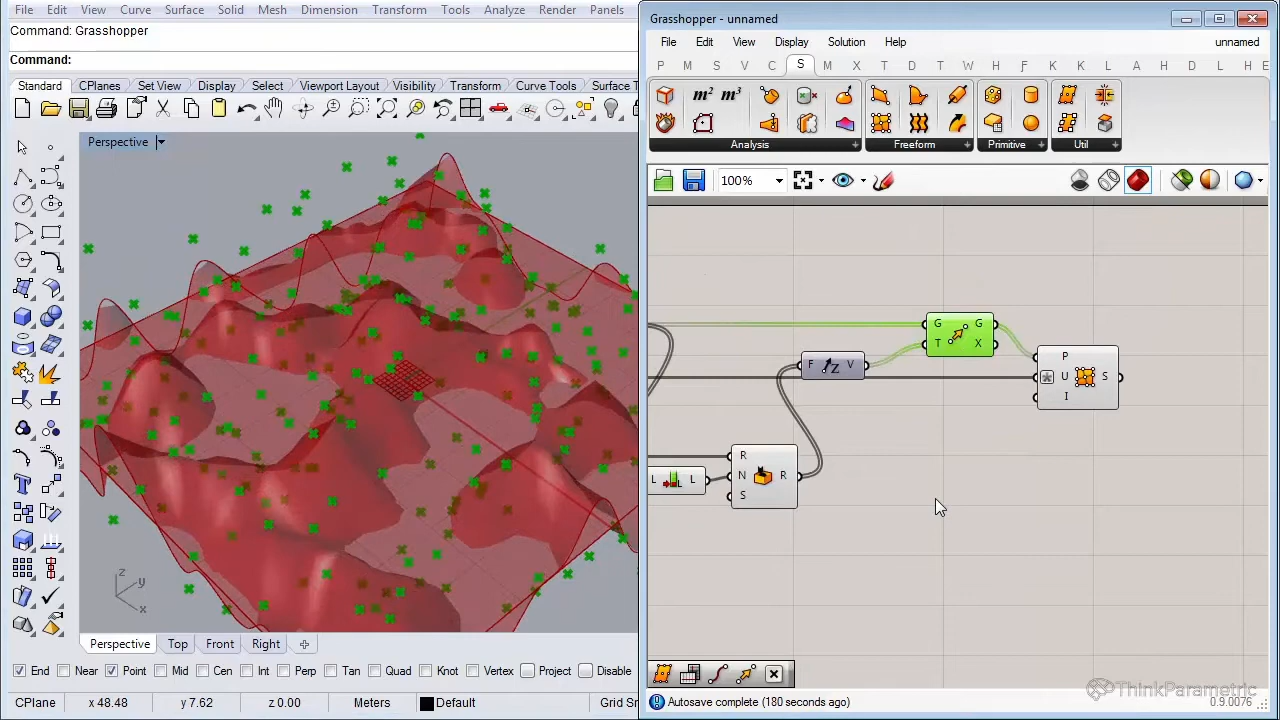 File Edit View Curve Surface Solid Mesh Dimension Transform Tools Analyze Render Panels
Command: Grasshopper
Command:
Standard CPlanes Set View Display Select Viewport Layout Visibility Transform Curve Tools Surface T
Perspective
Perspective Top Front Right
End Point Mid Cen Int Perp Tan Quad Knot Vertex Project Disable
CPlane x 48.48 y 7.62 z 0.00 Meters Default Grid Sn
z
y
x
Grasshopper - unnamed
File Edit View Display Solution Help unnamed
P M S V C S M X T D T W H F K K L U A H L H E
m² m³
Analysis Freeform Primitive Util
100%
G G
T X
F Z V
P
U S
I
L L
R
N R
S
ThinkParametric
Autosave complete (180 seconds ago) 0.9.0076